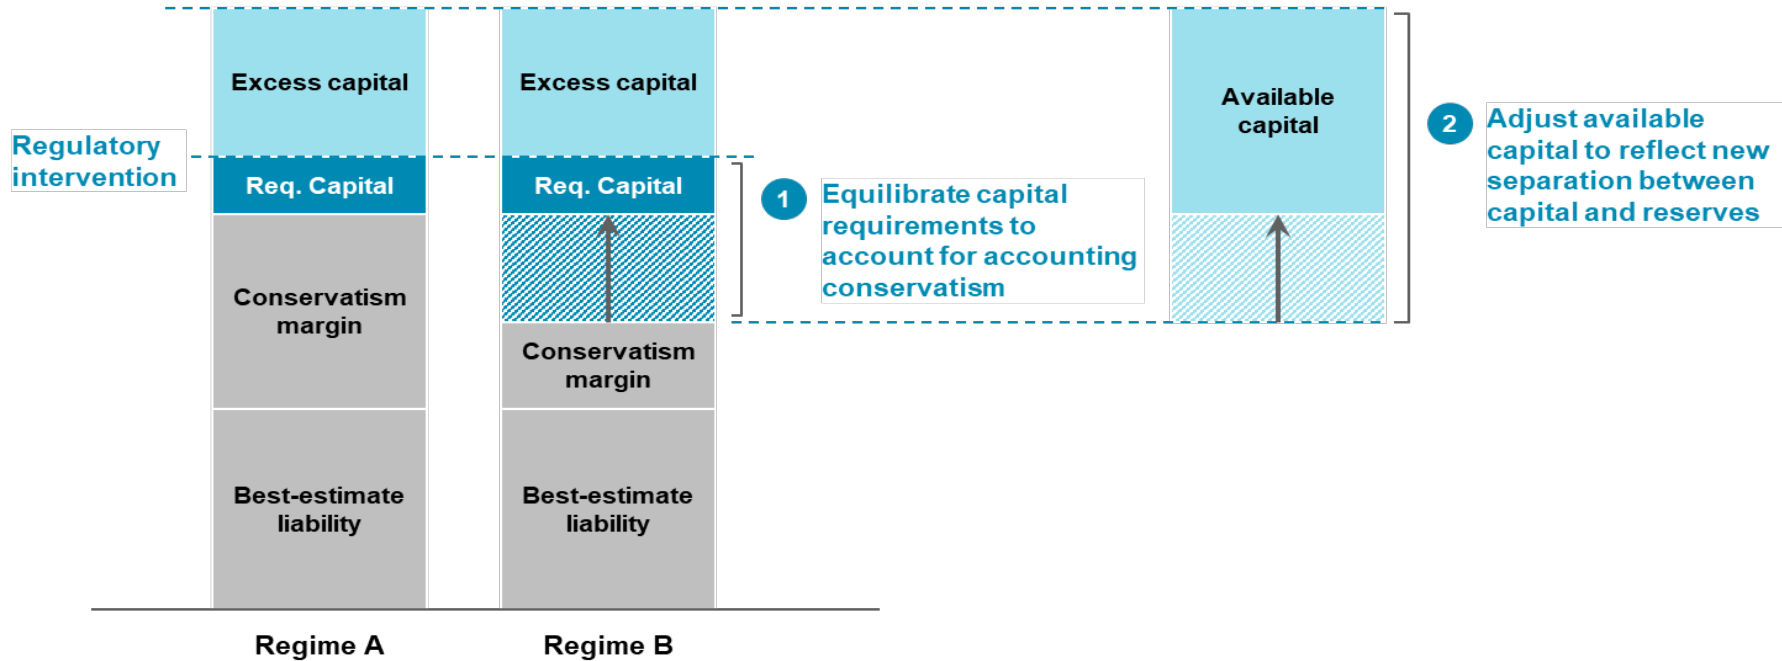 Excess capital
Excess capital
Available
capital
Regulatory
intervention
Req. Capital
Req. Capital
1
Equilibrate capital
requirements to
account for accounting
conservatism
2
Adjust available
capital to reflect new
separation between
capital and reserves
Conservatism
margin
Conservatism
margin
Best-estimate
liability
Best-estimate
liability
Regime A
Regime B